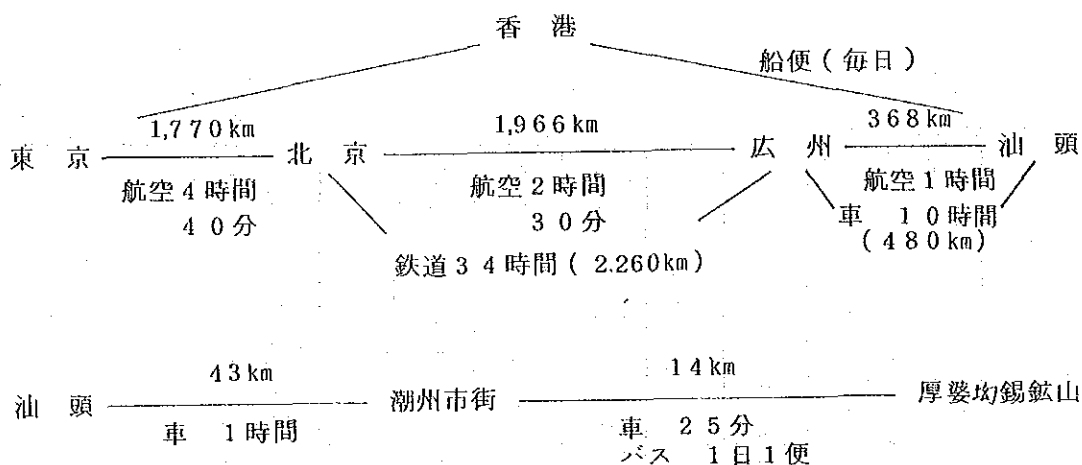 香 港
船便(毎日)
1,770km 1,966km 368km
東 京 北 京 広 州 汕 頭
航空4時間 航空2時間 航空1時間
40分 30分 車 10時間
(480km)
鉄道34時間(2.260km)
43km 14km
汕 頭 潮州市街 厚婆坳錫鉱山
車 1時間 車 25分
バス 1日1便